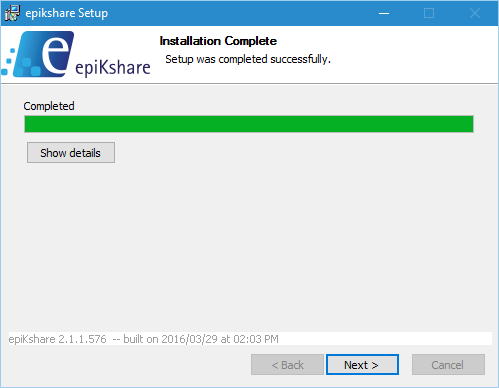 epikshare Setup
Installation Complete
Setup was completed successfully.
e
epiKshare
Completed
Show details
epiKshare 2.1.1.576 -- built on 2016/03/29 at 02:03 PM
< Back
Next >
Cancel